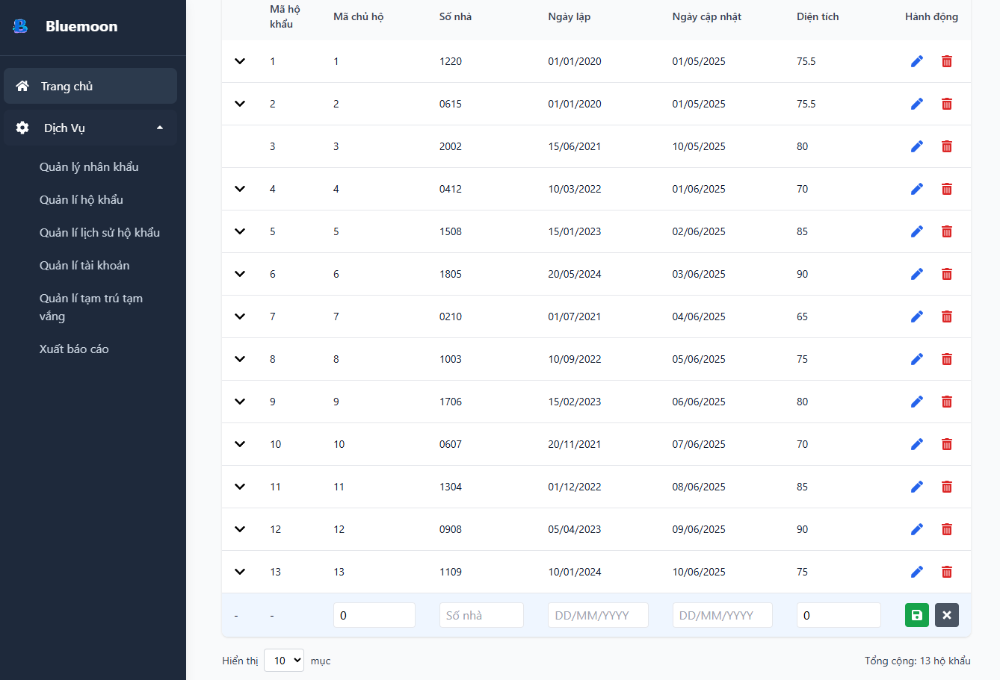 Bluemoon
Trang chủ
Dịch Vụ
Quản lý nhân khẩu
Quản lí hộ khẩu
Quản lí lịch sử hộ khẩu
Quản lí tài khoản
Quản lí tạm trú tạm
vắng
Xuất báo cáo
Mã hộ
khẩu
Mã chủ hộ
Số nhà
Ngày lập
Ngày cập nhật
Diện tích
Hành động
1 1 1220 01/01/2020 01/05/2025 75.5
2 2 0615 01/01/2020 01/05/2025 75.5
3 3 2002 15/06/2021 10/05/2025 80
4 4 0412 10/03/2022 01/06/2025 70
5 5 1508 15/01/2023 02/06/2025 85
6 6 1805 20/05/2024 03/06/2025 90
7 7 0210 01/07/2021 04/06/2025 65
8 8 1003 10/09/2022 05/06/2025 75
9 9 1706 15/02/2023 06/06/2025 80
10 10 0607 20/11/2021 07/06/2025 70
11 11 1304 01/12/2022 08/06/2025 85
12 12 0908 05/04/2023 09/06/2025 90
13 13 1109 10/01/2024 10/06/2025 75
- - 0 Số nhà DD/MM/YYYY DD/MM/YYYY 0
Hiển thị 10 mục
Tổng cộng: 13 hộ khẩu